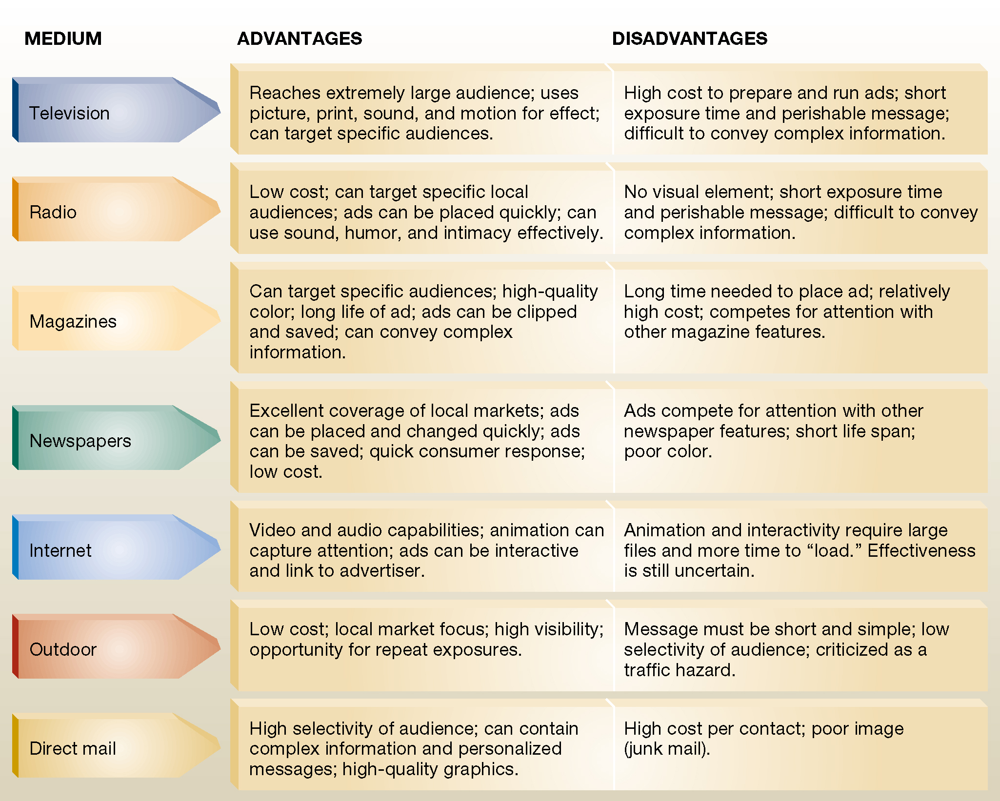 MEDIUM ADVANTAGES DISADVANTAGES
Television
Reaches extremely large audience; uses
picture, print, sound, and motion for effect;
can target specific audiences.
High cost to prepare and run ads; short
exposure time and perishable message;
difficult to convey complex information.
Radio
Low cost; can target specific local
audiences; ads can be placed quickly; can
use sound, humor, and intimacy effectively.
No visual element; short exposure time
and perishable message; difficult to convey
complex information.
Magazines
Can target specific audiences; high-quality
color; long life of ad; ads can be clipped
and saved; can convey complex
information.
Long time needed to place ad; relatively
high cost; competes for attention with
other magazine features.
Newspapers
Excellent coverage of local markets; ads
can be placed and changed quickly; ads
can be saved; quick consumer response;
low cost.
Ads compete for attention with other
newspaper features; short life span;
poor color.
Internet
Video and audio capabilities; animation can
capture attention; ads can be interactive
and link to advertiser.
Animation and interactivity require large
files and more time to “load.” Effectiveness
is still uncertain.
Outdoor
Low cost; local market focus; high visibility;
opportunity for repeat exposures.
Message must be short and simple; low
selectivity of audience; criticized as a
traffic hazard.
Direct mail
High selectivity of audience; can contain
complex information and personalized
messages; high-quality graphics.
High cost per contact; poor image
(junk mail).